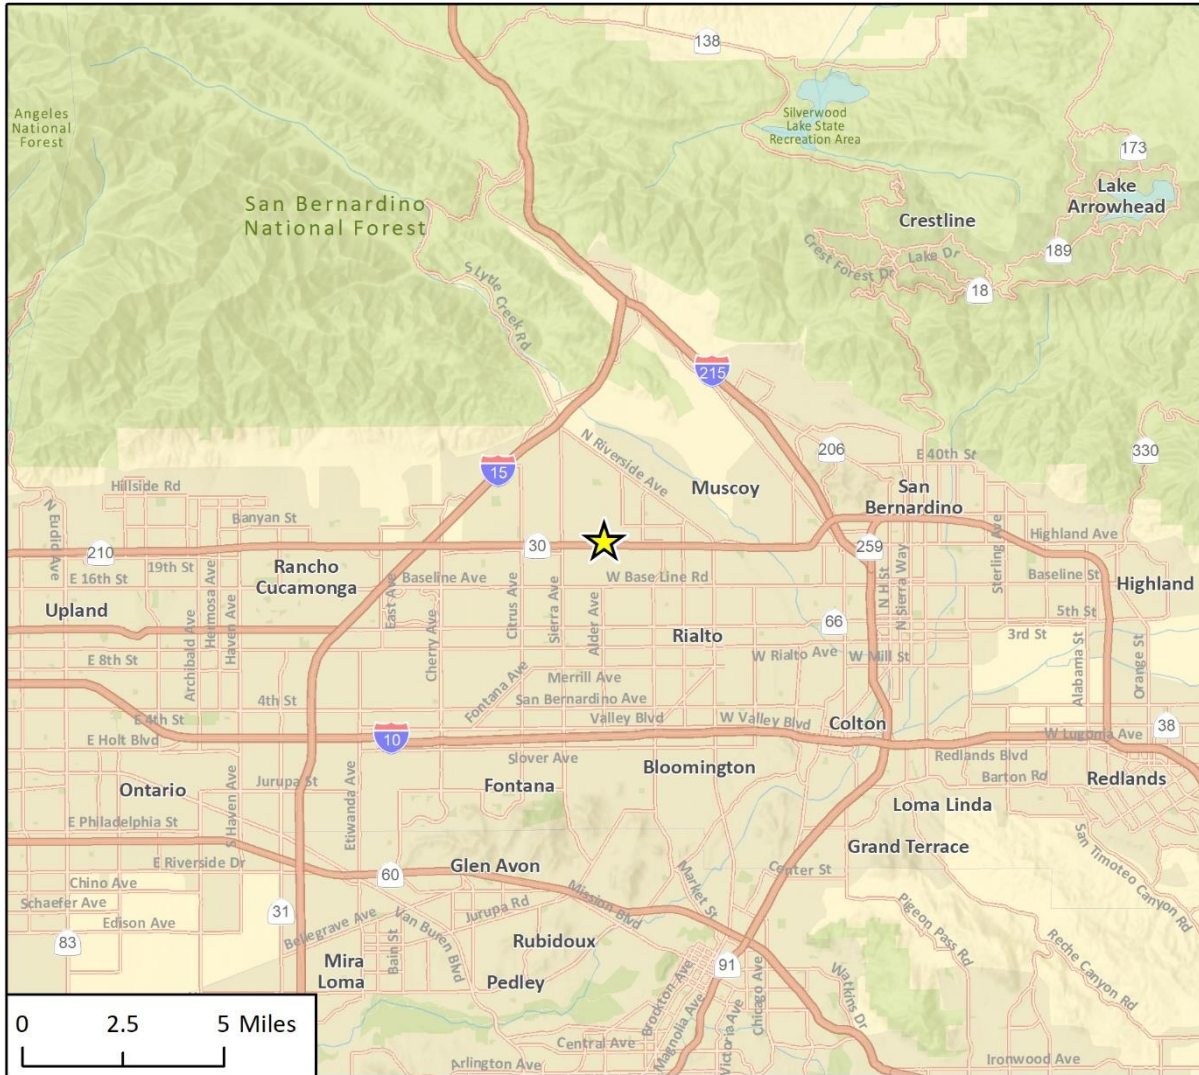 138
Angeles
National
Forest
Silverwood
Lake State
Recreation Area
173
Lake
Arrowhead
San Bernardino
National Forest
Crestline
189
Crest Forest Dr
Lake Dr
18
S Lytle Creek Rd
215
N Riverside Ave
206
E 40th St
330
15
Muscoy
San
Bernardino
Hillside Rd
N Euclid Ave
Banyan St
Sterling Ave
Highland Ave
210
30
259
19th St
E 16th St
Rancho
Cucamonga
Baseline Ave
W Base Line Rd
Baseline St
Highland
Upland
Archibald Ave
Hermosa Ave
Haven Ave
East Ave
Cherry Ave
Citrus Ave
Sierra Ave
Alder Ave
N H St
N Sierra Way
5th St
66
3rd St
Rialto
E 8th St
W Rialto Ave
W Mill St
Alabama St
Orange St
Merrill Ave
Fontana Ave
San Bernardino Ave
4th St
E 4th St
Valley Blvd
W Valley Blvd
Colton
38
E Holt Blvd
10
W Lugonia Ave
Slover Ave
Redlands Blvd
Bloomington
Barton Rd
Redlands
Jurupa St
Fontana
Ontario
S Haven Ave
Etiwanda Ave
Loma Linda
E Philadelphia St
San Timoteo Canyon Rd
Grand Terrace
E Riverside Dr
Glen Avon
Center St
60
Market St
Mission Blvd
Chino Ave
Schaefer Ave
Edison Ave
31
Bellegrave Ave
Van Buren Blvd
Jurupa Rd
Pigeon Pass Rd
Reche Canyon Rd
83
Rubidoux
Mira
Loma
Bain St
Pedley
91
Brockton Ave
Magnolia Ave
Victoria Ave
Chicago Ave
Watkins Dr
0 2.5 5 Miles
Central Ave
Arlington Ave
Ironwood Ave